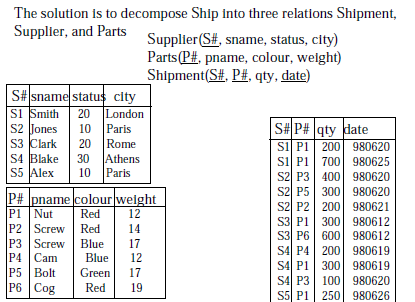 The solution is to decompose Ship into three relations Shipment,
Supplier, and Parts
Supplier(S#, sname, status, city)
Parts(P#, pname, colour, weight)
Shipment(S#, P#, qty, date)
S# sname status city
S1 Smith 20 London
S2 Jones 10 Paris
S3 Clark 20 Rome
S4 Blake 30 Athens
S5 Alex 10 Paris
P# pname colour weight
P1 Nut Red 12
P2 Screw Red 14
P3 Screw Blue 17
P4 Cam Blue 12
P5 Bolt Green 17
P6 Cog Red 19
S# P# qty date
S1 P1 200 980620
S1 P1 700 980625
S2 P3 400 980620
S2 P5 300 980620
S2 P2 200 980621
S3 P1 300 980612
S3 P6 600 980612
S4 P4 200 980619
S4 P1 300 980619
S4 P3 100 980620
S5 P1 250 980626